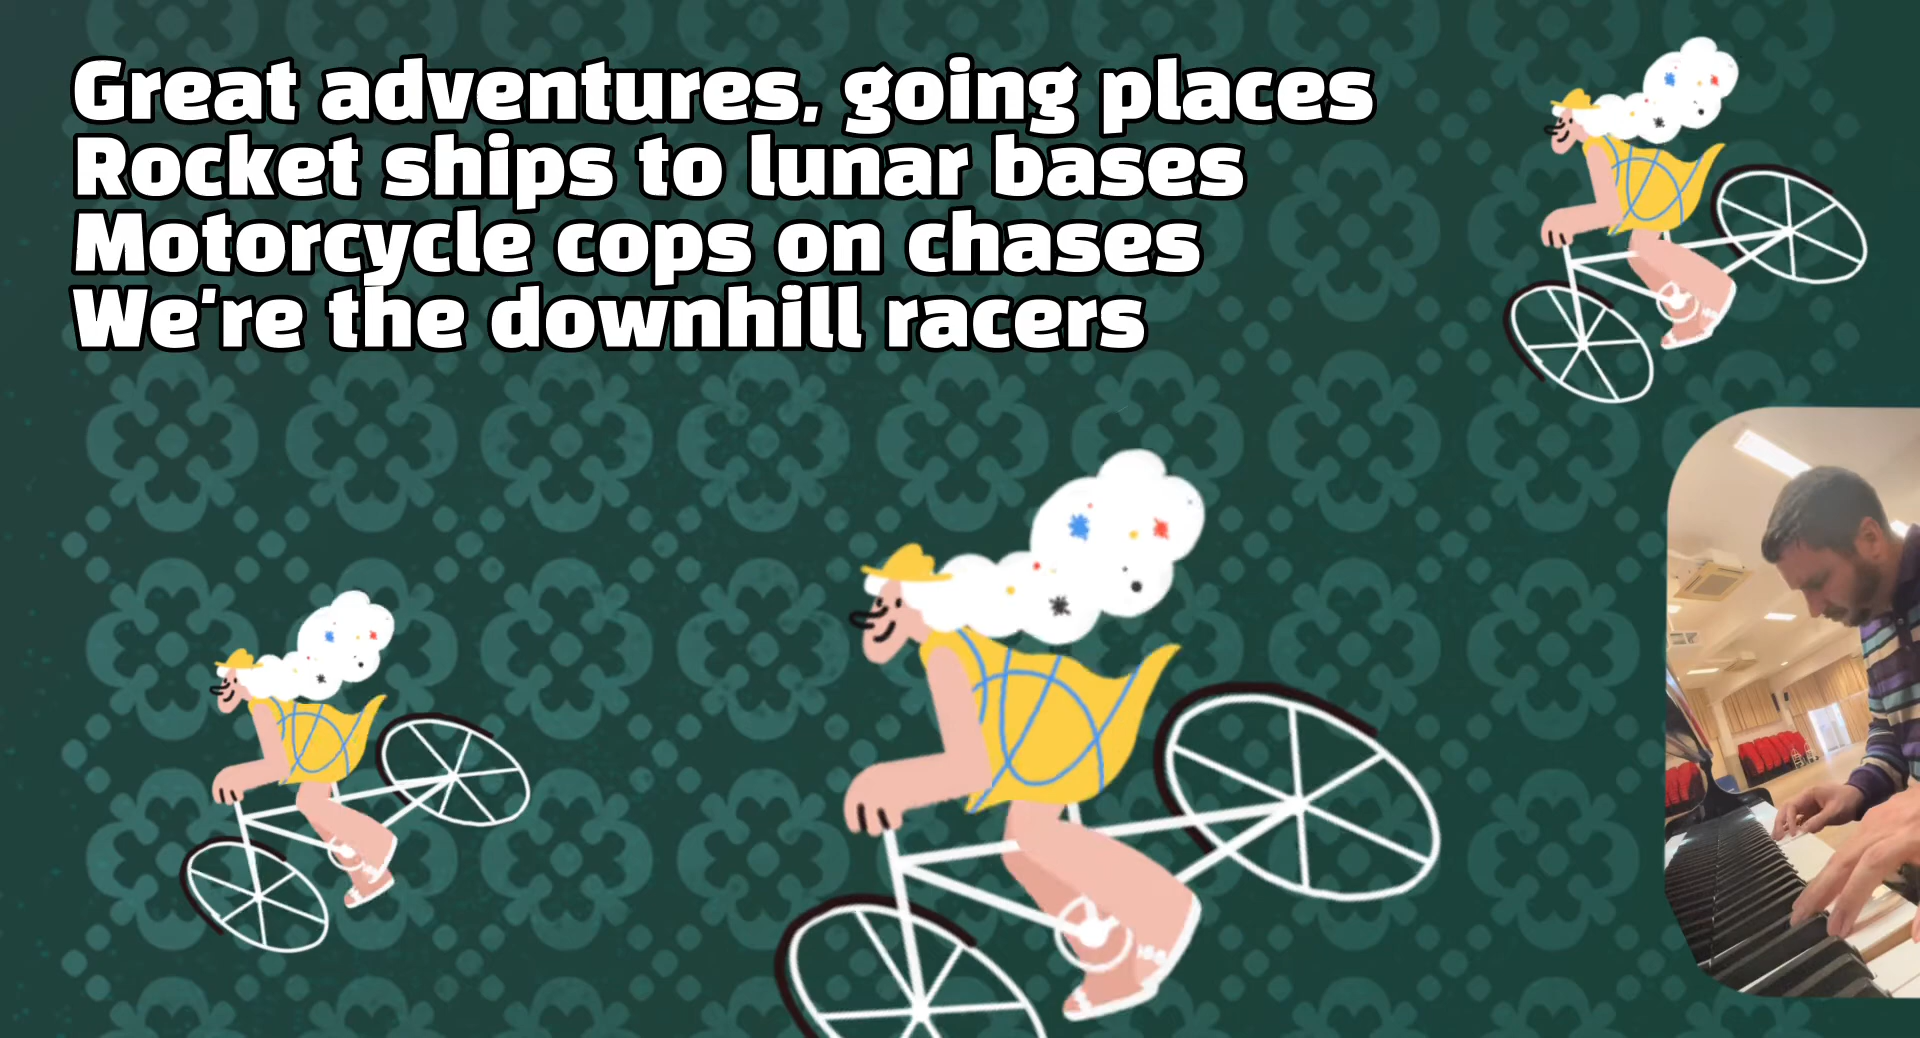 Great adventures, going places
Rocket ships to lunar bases
Motorcycle cops on chases
We're the downhill racers